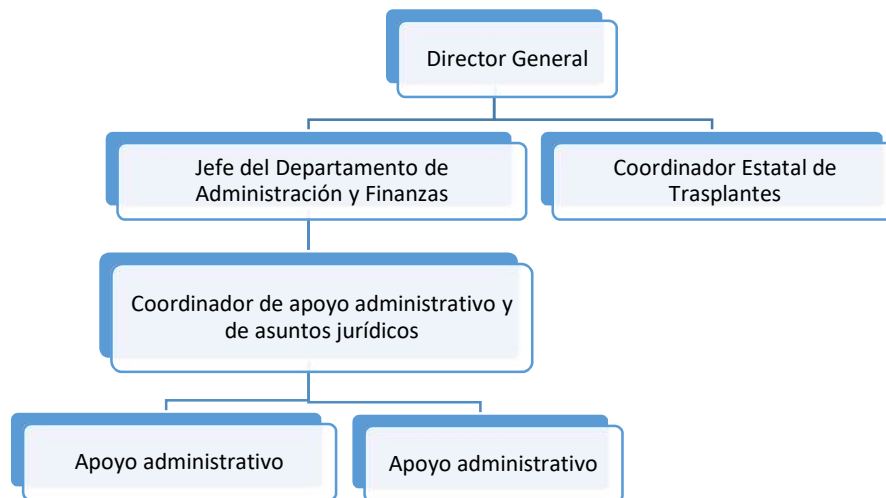 Director General
Jefe del Departamento de
Administración y Finanzas
Coordinador Estatal de
Trasplantes
Coordinador de apoyo administrativo y
de asuntos jurídicos
Apoyo administrativo
Apoyo administrativo